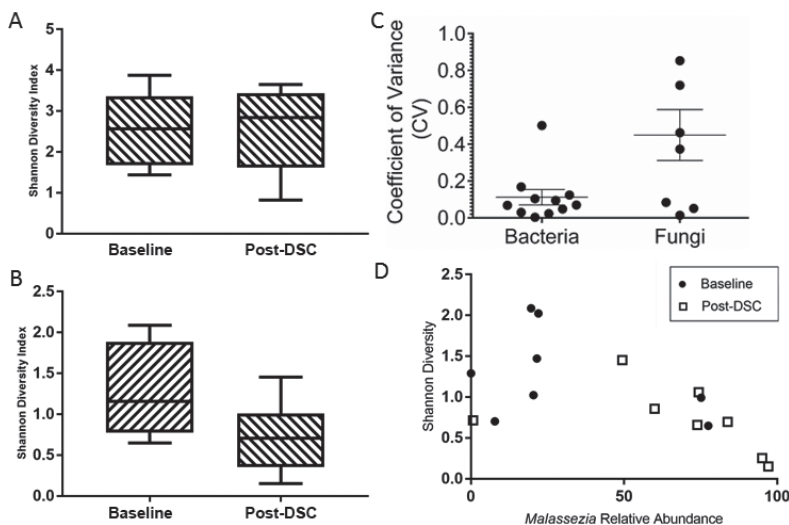 A
Shannon Diversity Index
5
4
3
2
1
0
Baseline
Post-DSC
B
Shannon Diversity Index
2.5
2.0
1.5
1.0
0.5
0.0
Baseline
Post-DSC
C
Coefficient of Variance
(CV)
1.0
0.8
0.6
0.4
0.2
0.0
Bacteria
Fungi
D
Shannon Diversity
2.5
2.0
1.5
1.0
0.5
0.0
0
50
100
Malassezia Relative Abundance
Baseline
Post-DSC